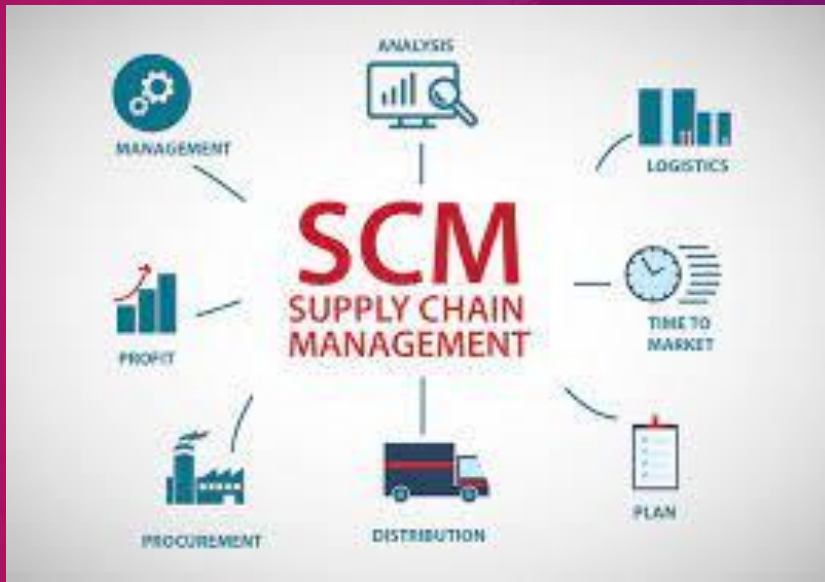 ANALYSIS
MANAGEMENT
LOGISTICS
SCM
SUPPLY CHAIN
MANAGEMENT
TIME TO
MARKET
PROFIT
PLAN
PROCUREMENT
DISTRIBUTION